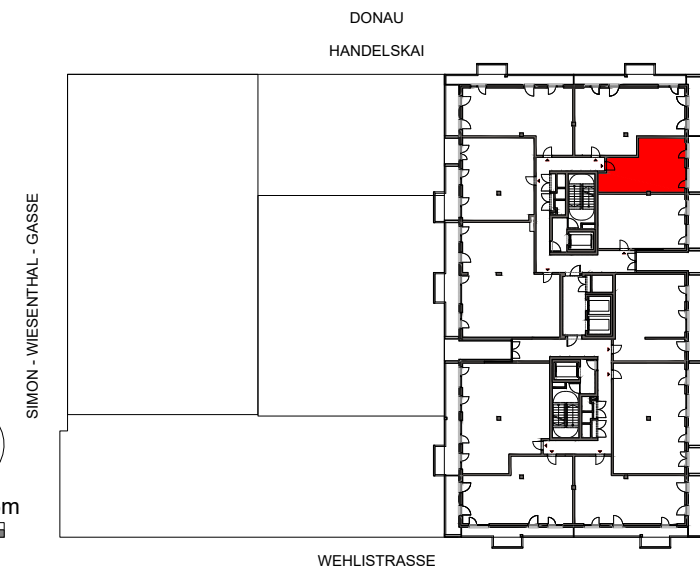 DONAU
HANDELSKAI
SIMON - WIESENTHAL - GASSE
m
WEHLISTRASSE